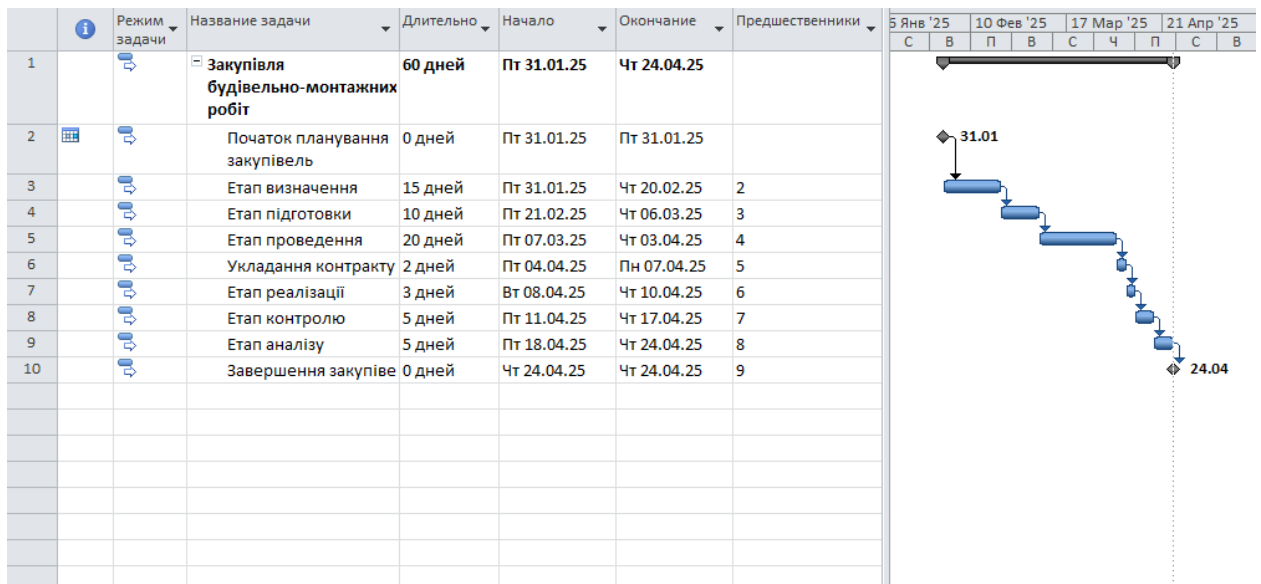 Режим задачи Название задачи Длительно Начало Окончание Предшественники
5 Янв '25 10 Фев '25 17 Мар '25 21 Апр '25
С В П В С Ч П С В
1 Закупівля будівельно-монтажних робіт 60 дней Пт 31.01.25 Чт 24.04.25
2 Початок планування закупівель 0 дней Пт 31.01.25 Пт 31.01.25
31.01
3 Етап визначення 15 дней Пт 31.01.25 Чт 20.02.25 2
4 Етап підготовки 10 дней Пт 21.02.25 Чт 06.03.25 3
5 Етап проведення 20 дней Пт 07.03.25 Чт 03.04.25 4
6 Укладання контракту 2 дней Пт 04.04.25 Пн 07.04.25 5
7 Етап реалізації 3 дней Вт 08.04.25 Чт 10.04.25 6
8 Етап контролю 5 дней Пт 11.04.25 Чт 17.04.25 7
9 Етап аналізу 5 дней Пт 18.04.25 Чт 24.04.25 8
10 Завершення закупіве 0 дней Чт 24.04.25 Чт 24.04.25 9
24.04